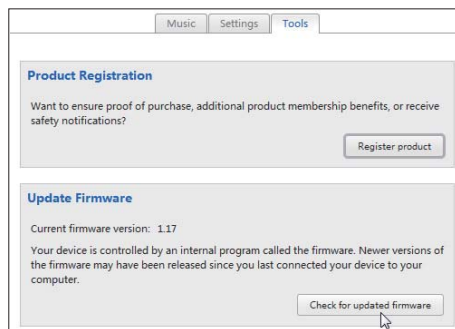 Music Settings Tools
Product Registration
Want to ensure proof of purchase, additional product membership benefits, or receive
safety notifications?
Register product
Update Firmware
Current firmware version: 1.17
Your device is controlled by an internal program called the firmware. Newer versions of
the firmware may have been released since you last connected your device to your
computer.
Check for updated firmware